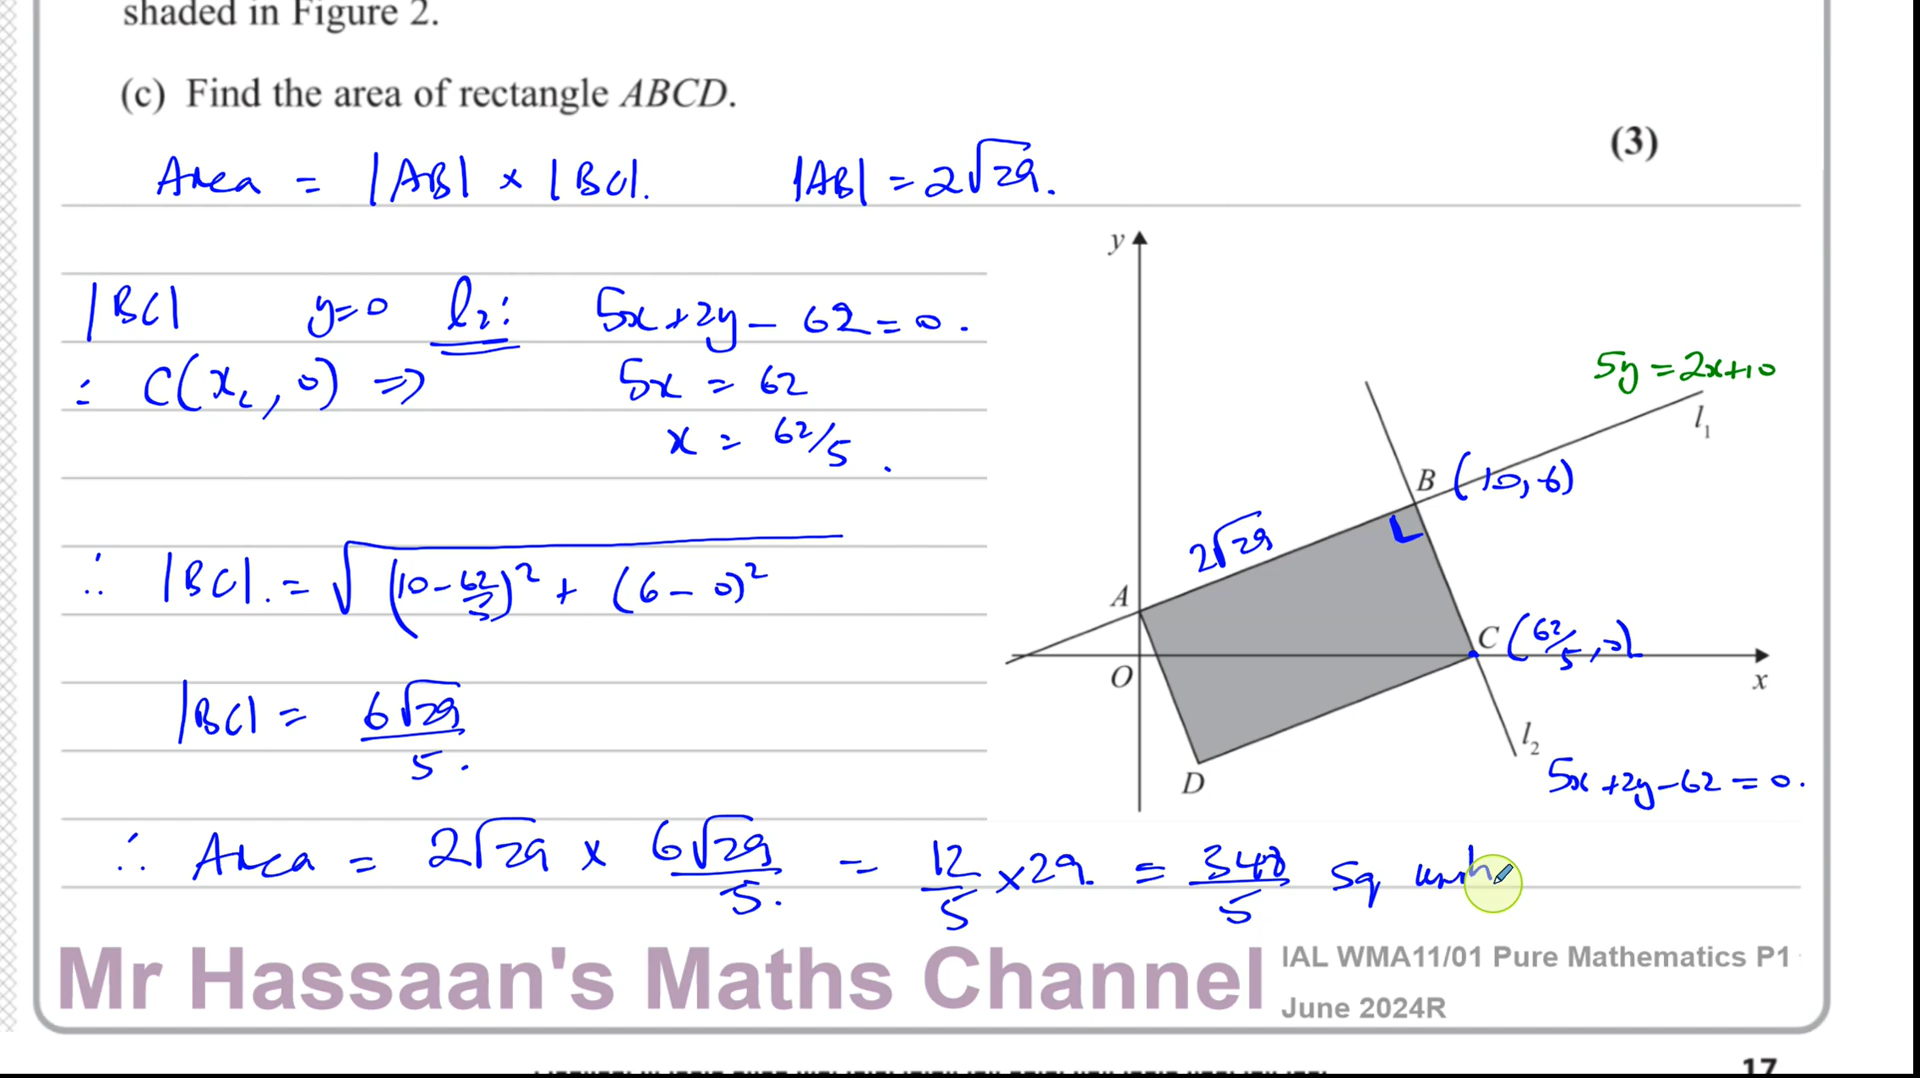 shaded in Figure 2.
(c) Find the area of rectangle ABCD.
(3)
Area = |AB| × |BC|. |AB| = 2√29.
|BC| y=0 l₂: 5x+2y-62=0.
: C(x꜀, 0) ⇒ 5x = 62
x = 62/5.
∴ |BC|. = √((10-62/5)² + (6-0)²)
|BC| = 6√29/5.
∴ Area = 2√29 × 6√29/5. = 12/5 × 29 = 348/5 sq units
y
5y=2x+10
l₁
B (10,6)
2√29
A
C (62/5, 0)
O
x
l₂
D
5x+2y-62=0.
Mr Hassaan's Maths Channel
IAL WMA11/01 Pure Mathematics P1
June 2024R
17